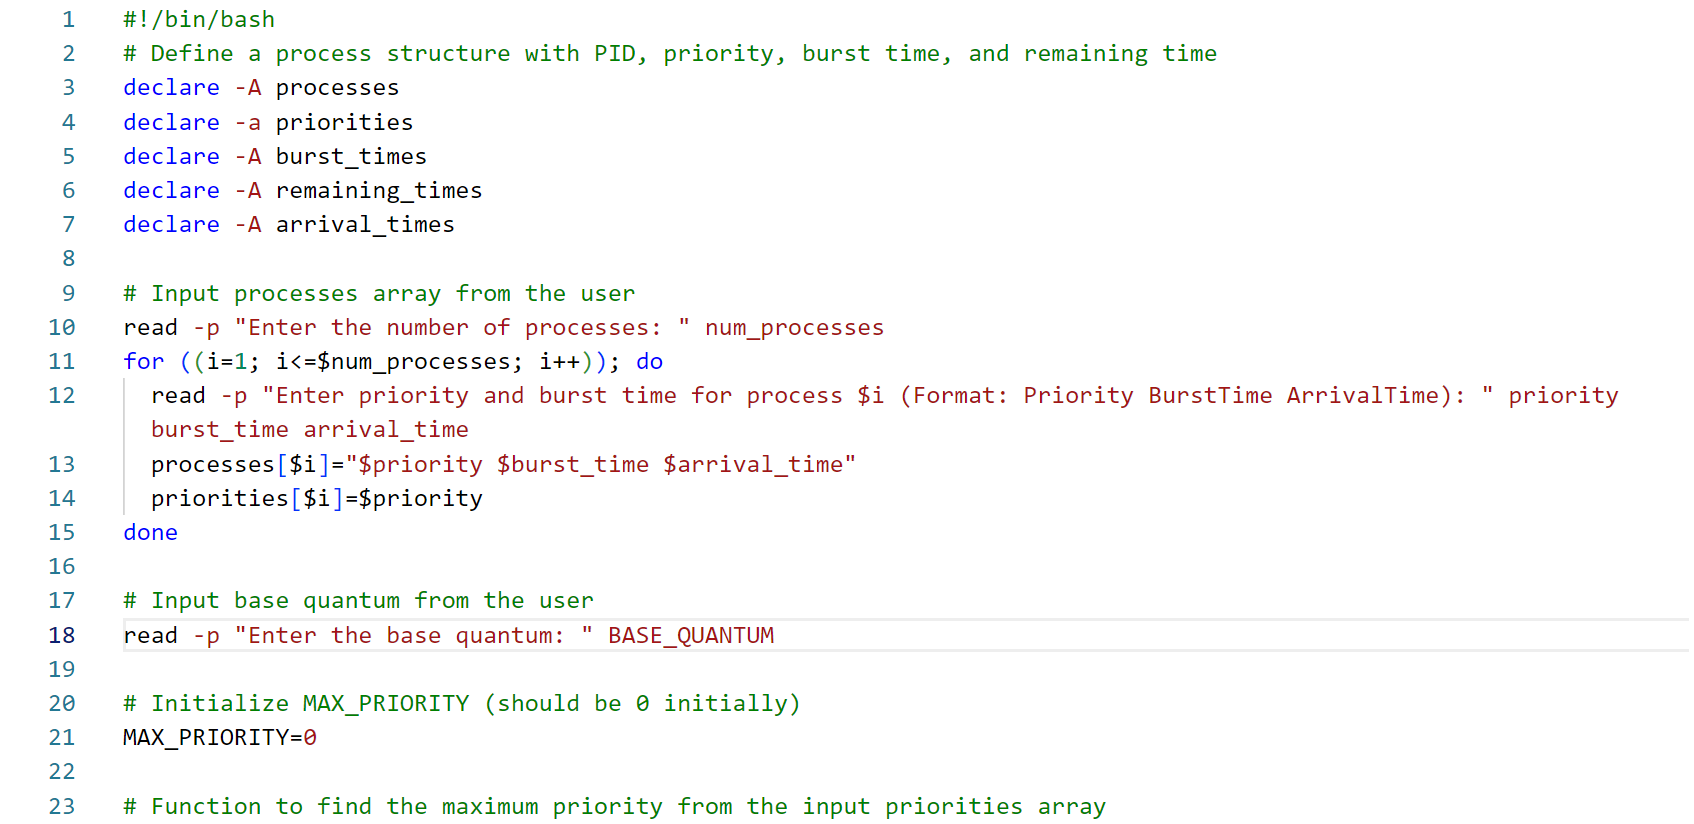 1 #!/bin/bash
2 # Define a process structure with PID, priority, burst time, and remaining time
3 declare -A processes
4 declare -a priorities
5 declare -A burst_times
6 declare -A remaining_times
7 declare -A arrival_times
8
9 # Input processes array from the user
10 read -p "Enter the number of processes: " num_processes
11 for ((i=1; i<=$num_processes; i++)); do
12 read -p "Enter priority and burst time for process $i (Format: Priority BurstTime ArrivalTime): " priority
burst_time arrival_time
13 processes[$i]="$priority $burst_time $arrival_time"
14 priorities[$i]=$priority
15 done
16
17 # Input base quantum from the user
18 read -p "Enter the base quantum: " BASE_QUANTUM
19
20 # Initialize MAX_PRIORITY (should be 0 initially)
21 MAX_PRIORITY=0
22
23 # Function to find the maximum priority from the input priorities array